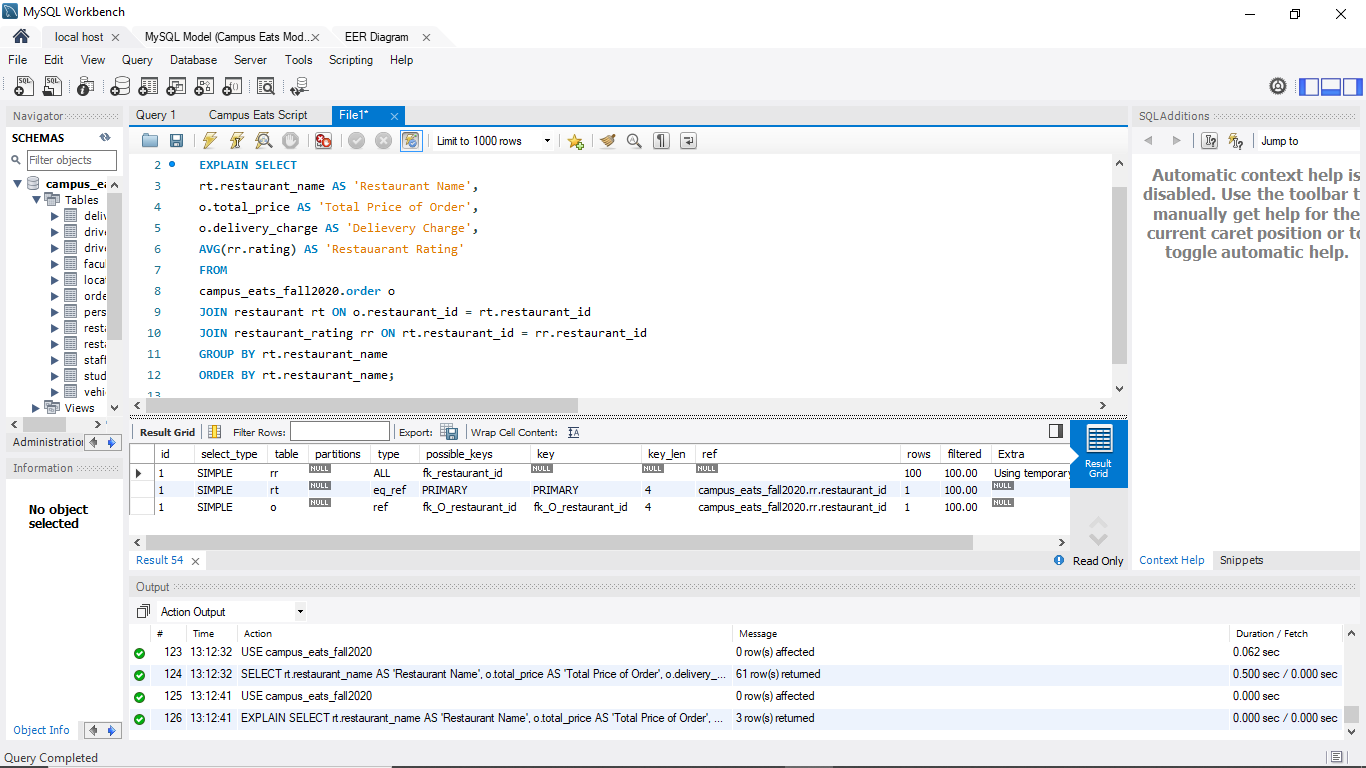 MySQL Workbench
local host
MySQL Model (Campus Eats Mod...
EER Diagram
File Edit View Query Database Server Tools Scripting Help
Navigator
SCHEMAS
Filter objects
campus_ea
Tables
deliv
drive
drive
facu
loca
orde
pers
resta
resta
staff
stud
vehi
Views
Administration
Information
No object
selected
Object Info
Query 1
Campus Eats Script
File1*
Limit to 1000 rows
2 EXPLAIN SELECT
3 rt.restaurant_name AS 'Restaurant Name',
4 o.total_price AS 'Total Price of Order',
5 o.delivery_charge AS 'Delievery Charge',
6 AVG(rr.rating) AS 'Restauarant Rating'
7 FROM
8 campus_eats_fall2020.order o
9 JOIN restaurant rt ON o.restaurant_id = rt.restaurant_id
10 JOIN restaurant_rating rr ON rt.restaurant_id = rr.restaurant_id
11 GROUP BY rt.restaurant_name
12 ORDER BY rt.restaurant_name;
13
Result Grid Filter Rows: Export: Wrap Cell Content: IA
id select_type table partitions type possible_keys key key_len ref rows filtered Extra
1 SIMPLE rr NULL ALL fk_restaurant_id NULL NULL NULL 100 100.00 Using temporary
1 SIMPLE rt NULL eq_ref PRIMARY PRIMARY 4 campus_eats_fall2020.rr.restaurant_id 1 100.00 NULL
1 SIMPLE o NULL ref fk_O_restaurant_id fk_O_restaurant_id 4 campus_eats_fall2020.rr.restaurant_id 1 100.00 NULL
Result
Grid
Result 54
Read Only
Output
Action Output
# Time Action Message Duration / Fetch
123 13:12:32 USE campus_eats_fall2020 0 row(s) affected 0.062 sec
124 13:12:32 SELECT rt.restaurant_name AS 'Restaurant Name', o.total_price AS 'Total Price of Order', o.delivery_... 61 row(s) returned 0.500 sec / 0.000 sec
125 13:12:41 USE campus_eats_fall2020 0 row(s) affected 0.000 sec
126 13:12:41 EXPLAIN SELECT rt.restaurant_name AS 'Restaurant Name', o.total_price AS 'Total Price of Order', ... 3 row(s) returned 0.000 sec / 0.000 sec
SQLAdditions
Jump to
Automatic context help is
disabled. Use the toolbar t
manually get help for the
current caret position or to
toggle automatic help.
Context Help Snippets
Query Completed